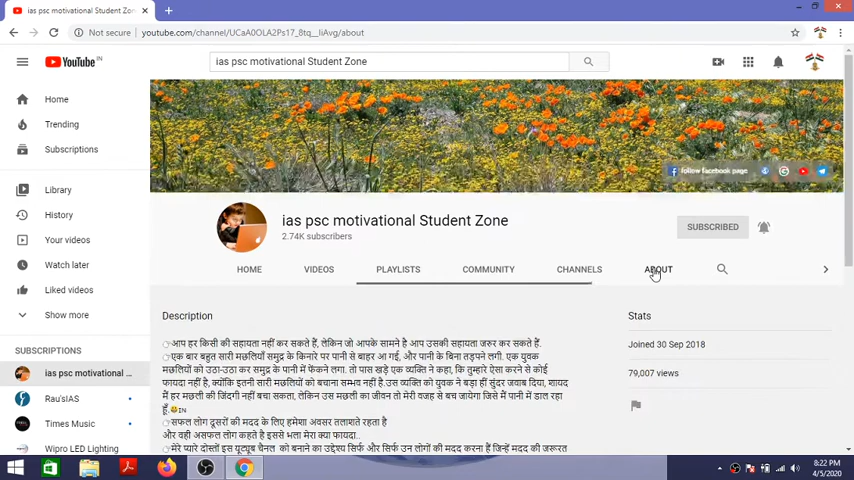 ias psc motivational Student Zone
Not secure
youtube.com/channel/UCaA0OLA2Ps17_8tq__liAvg/about
YouTube IN
ias psc motivational Student Zone
Home
Trending
Subscriptions
Library
History
Your videos
Watch later
Liked videos
Show more
SUBSCRIPTIONS
ias psc motivational ...
Rau'sIAS
Times Music
Wipro LED Lighting
follow facebook page
ias psc motivational Student Zone
2.74K subscribers
SUBSCRIBED
HOME VIDEOS PLAYLISTS COMMUNITY CHANNELS ABOUT
Description
आप हर किसी की सहायता नहीं कर सकते हैं, लेकिन जो आपके सामने है आप उसकी सहायता जरुर कर सकते हैं.
एक बार बहुत सारी मछलियाँ समुद्र के किनारे पर पानी से बाहर आ गई, और पानी के बिना तड़पने लगी. एक युवक
मछलियों को उठा-उठा कर समुद्र के पानी में फेंकने लगा. तो पास खड़े एक व्यक्ति ने कहा, कि तुम्हारे ऐसा करने से कोई
फायदा नहीं है, क्योंकि इतनी सारी मछलियों को बचाना सम्भव नहीं है.उस व्यक्ति को युवक ने बड़ा हीं सुंदर जवाब दिया, शायद
मैं हर मछली की जिंदगी नहीं बचा सकता, लेकिन उस मछली का जीवन तो मेरी वजह से बच जायेगा जिसे मैं पानी में डाल रहा
हूँ. IN
सफल लोग दूसरों की मदद के लिए हमेशा अवसर तलाशते रहता है
और वही असफल लोग कहते है इससे भला मेरा क्या फायदा..
मेरे प्यारे दोस्तों इस यूट्यूब चैनल को बनाने का उद्देश्य सिर्फ और सिर्फ उन लोगों की मदद करना हैं जिन्हें मदद की जरूरत
Stats
Joined 30 Sep 2018
79,007 views
8:22 PM
4/5/2020